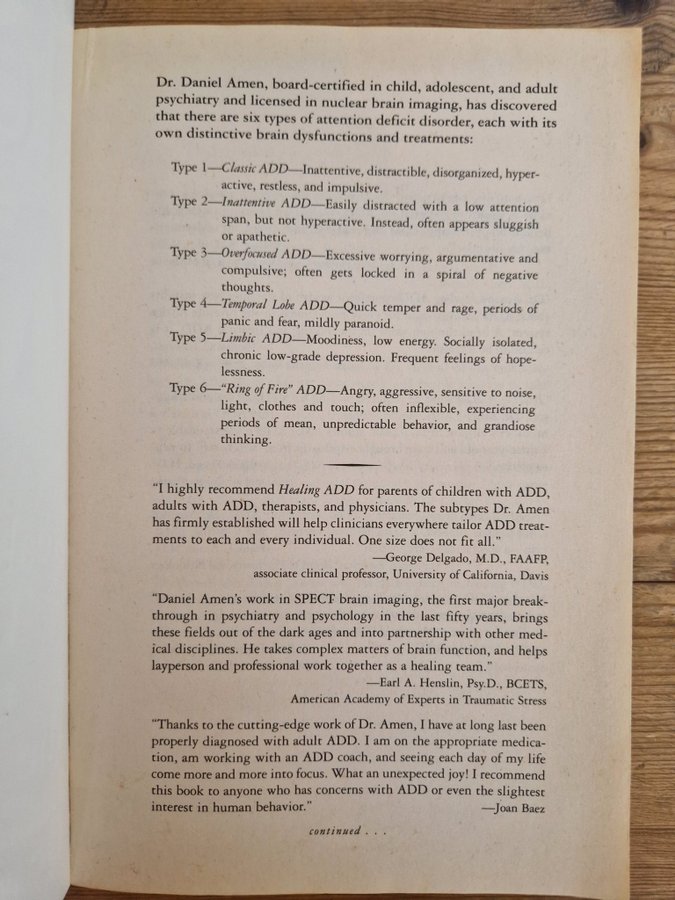 Dr. Daniel Amen, board-certified in child, adolescent, and adult
psychiatry and licensed in nuclear brain imaging, has discovered
that there are six types of attention deficit disorder, each with its
own distinctive brain dysfunctions and treatments:
Type 1—Classic ADD—Inattentive, distractible, disorganized, hyper-
active, restless, and impulsive.
Type 2—Inattentive ADD—Easily distracted with a low attention
span, but not hyperactive. Instead, often appears sluggish
or apathetic.
Type 3—Overfocused ADD—Excessive worrying, argumentative and
compulsive; often gets locked in a spiral of negative
thoughts.
Type 4—Temporal Lobe ADD—Quick temper and rage, periods of
panic and fear, mildly paranoid.
Type 5—Limbic ADD—Moodiness, low energy. Socially isolated,
chronic low-grade depression. Frequent feelings of hope-
lessness.
Type 6—"Ring of Fire" ADD—Angry, aggressive, sensitive to noise,
light, clothes and touch; often inflexible, experiencing
periods of mean, unpredictable behavior, and grandiose
thinking.
"I highly recommend Healing ADD for parents of children with ADD,
adults with ADD, therapists, and physicians. The subtypes Dr. Amen
has firmly established will help clinicians everywhere tailor ADD treat-
ments to each and every individual. One size does not fit all."
—George Delgado, M.D., FAAFP,
associate clinical professor, University of California, Davis
"Daniel Amen's work in SPECT brain imaging, the first major break-
through in psychiatry and psychology in the last fifty years, brings
these fields out of the dark ages and into partnership with other med-
ical disciplines. He takes complex matters of brain function, and helps
layperson and professional work together as a healing team."
—Earl A. Henslin, Psy.D., BCETS,
American Academy of Experts in Traumatic Stress
"Thanks to the cutting-edge work of Dr. Amen, I have at long last been
properly diagnosed with adult ADD. I am on the appropriate medica-
tion, am working with an ADD coach, and seeing each day of my life
come more and more into focus. What an unexpected joy! I recommend
this book to anyone who has concerns with ADD or even the slightest
interest in human behavior." —Joan Baez
continued . . .